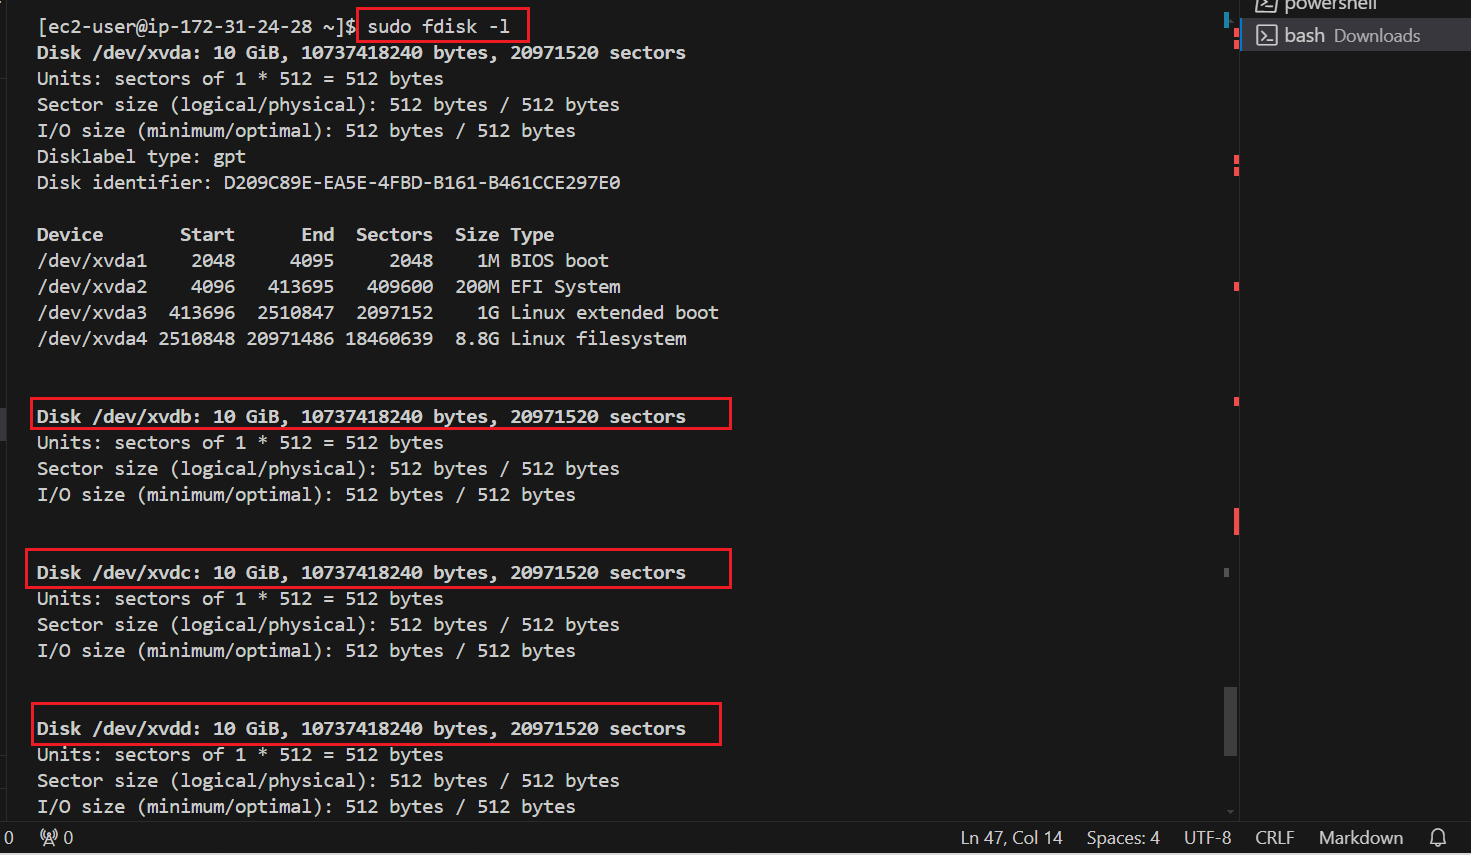 [ec2-user@ip-172-31-24-28 ~]$ sudo fdisk -l
Disk /dev/xvda: 10 GiB, 10737418240 bytes, 20971520 sectors
Units: sectors of 1 * 512 = 512 bytes
Sector size (logical/physical): 512 bytes / 512 bytes
I/O size (minimum/optimal): 512 bytes / 512 bytes
Disklabel type: gpt
Disk identifier: D209C89E-EA5E-4FBD-B161-B461CCE297E0
Device Start End Sectors Size Type
/dev/xvda1 2048 4095 2048 1M BIOS boot
/dev/xvda2 4096 413695 409600 200M EFI System
/dev/xvda3 413696 2510847 2097152 1G Linux extended boot
/dev/xvda4 2510848 20971486 18460639 8.8G Linux filesystem
Disk /dev/xvdb: 10 GiB, 10737418240 bytes, 20971520 sectors
Units: sectors of 1 * 512 = 512 bytes
Sector size (logical/physical): 512 bytes / 512 bytes
I/O size (minimum/optimal): 512 bytes / 512 bytes
Disk /dev/xvdc: 10 GiB, 10737418240 bytes, 20971520 sectors
Units: sectors of 1 * 512 = 512 bytes
Sector size (logical/physical): 512 bytes / 512 bytes
I/O size (minimum/optimal): 512 bytes / 512 bytes
Disk /dev/xvdd: 10 GiB, 10737418240 bytes, 20971520 sectors
Units: sectors of 1 * 512 = 512 bytes
Sector size (logical/physical): 512 bytes / 512 bytes
I/O size (minimum/optimal): 512 bytes / 512 bytes
powershell
bash Downloads
0 0 Ln 47, Col 14 Spaces: 4 UTF-8 CRLF Markdown